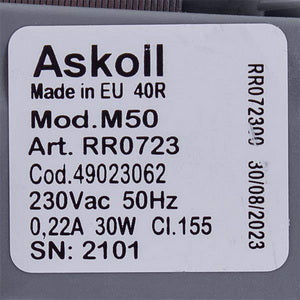 Askoll
Made in EU 40R
Mod.M50
Art. RR0723
Cod.49023062
230Vac 50Hz
0,22A 30W Cl.155
SN: 2101
RR072300 30/08/2023